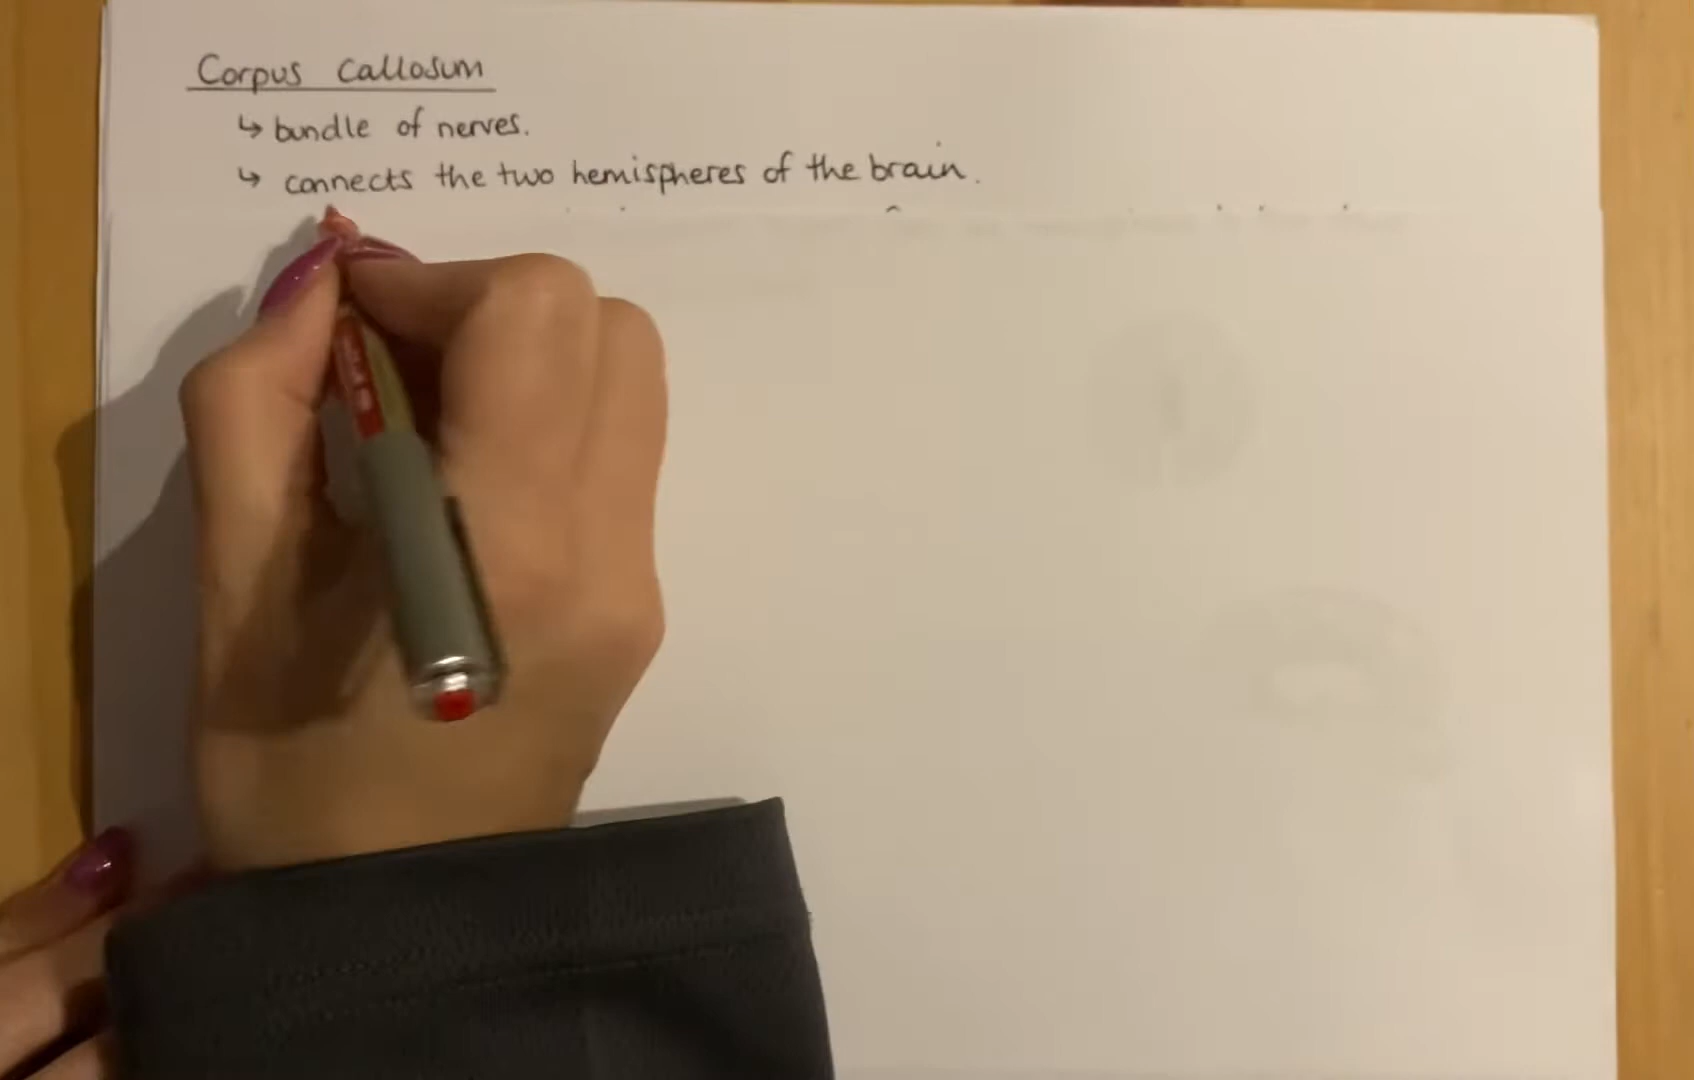 Corpus Callosum
↳ bundle of nerves.
↳ connects the two hemispheres of the brain.